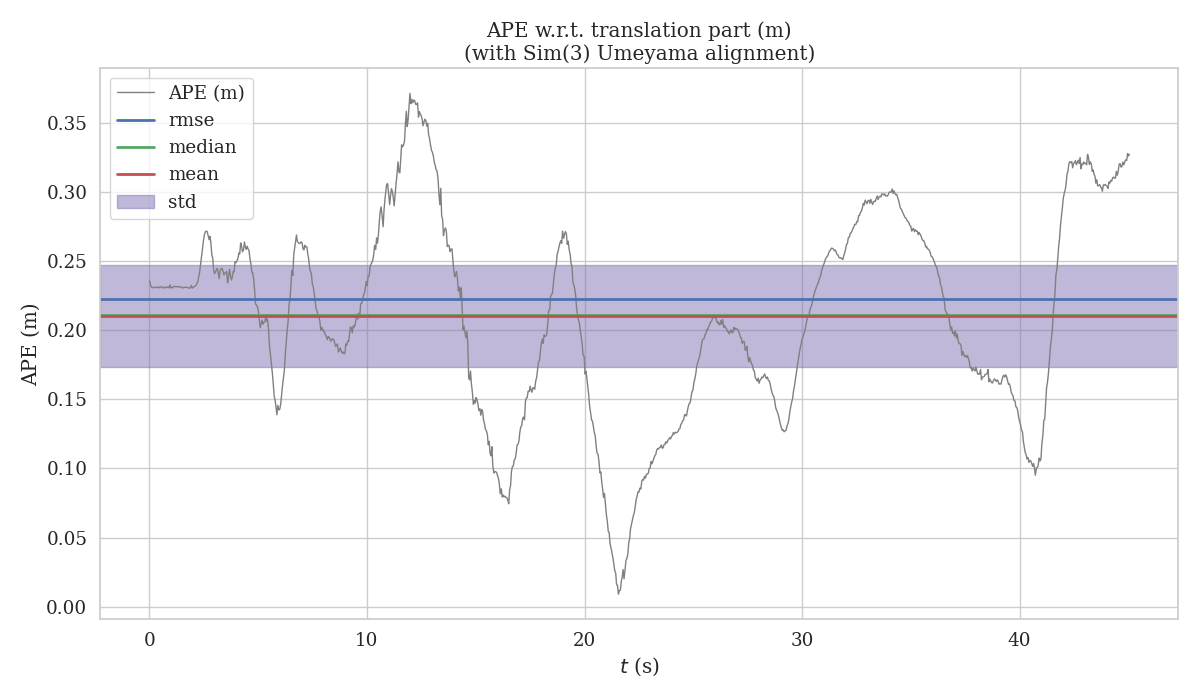 APE w.r.t. translation part (m)
(with Sim(3) Umeyama alignment)
APE (m)
rmse
median
mean
std
APE (m)
0.35
0.30
0.25
0.20
0.15
0.10
0.05
0.00
0 10 20 30 40
t (s)